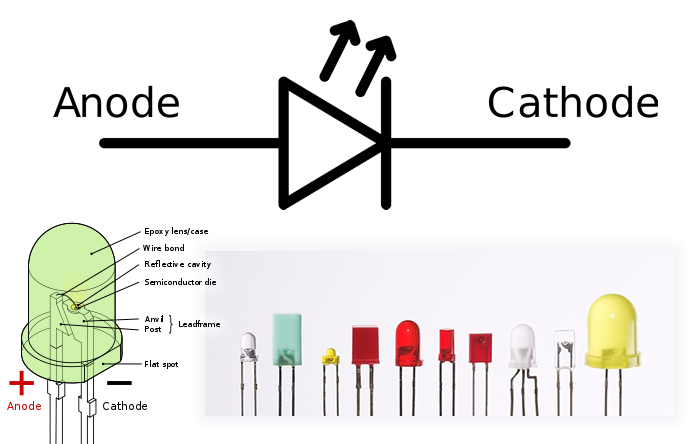 Anode
Cathode
Epoxy lens/case
Wire bond
Reflective cavity
Semiconductor die
Anvil
Post
Leadframe
Flat spot
+
−
Anode
Cathode